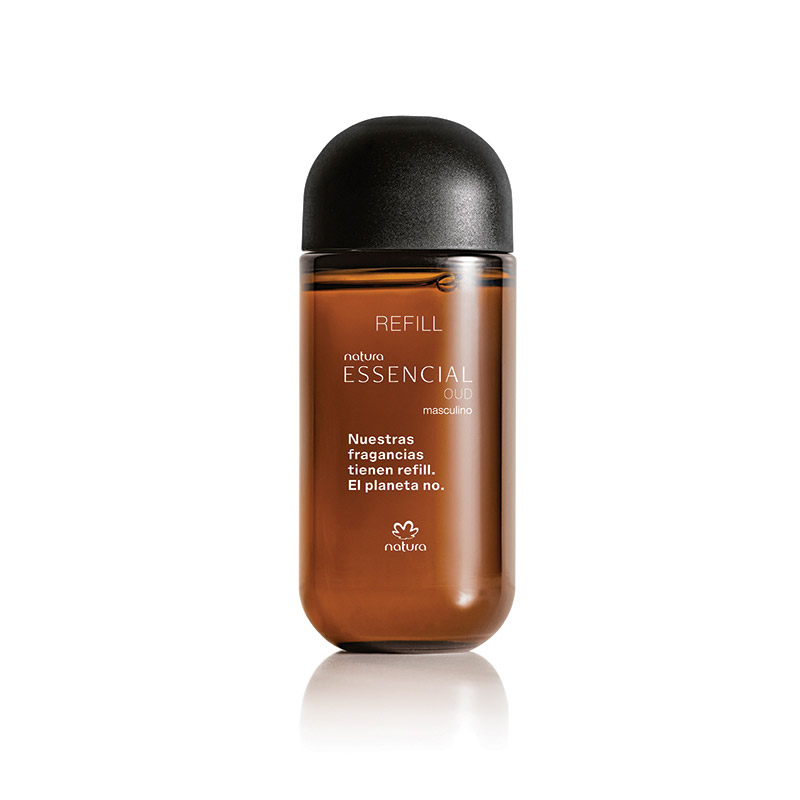 REFILL
natura
ESSENCIAL
OUD
masculino
Nuestras
fragancias
tienen refill.
El planeta no.
natura